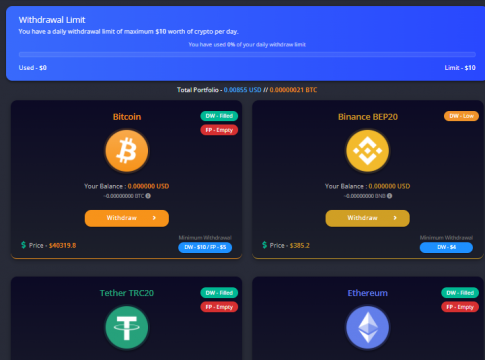 Withdrawal Limit
You have a daily withdrawal limit of maximum $10 worth of crypto per day.
You have used 0% of your daily withdraw limit
Used - $0
Limit - $10
Total Portfolio - 0.00855 USD // 0.00000021 BTC
Bitcoin
DW - Filled
FP - Empty
Your Balance : 0.000000 USD
~0.00000000 BTC
Withdraw
Price - $40319.8
Minimum Withdrawal
DW - $10 / FP - $5
Binance BEP20
DW - Low
Your Balance : 0.000000 USD
~0.00000000 BNB
Withdraw
Price - $385.2
Minimum Withdrawal
DW - $4
Tether TRC20
DW - Filled
FP - Empty
Ethereum
DW - Filled
FP - Empty